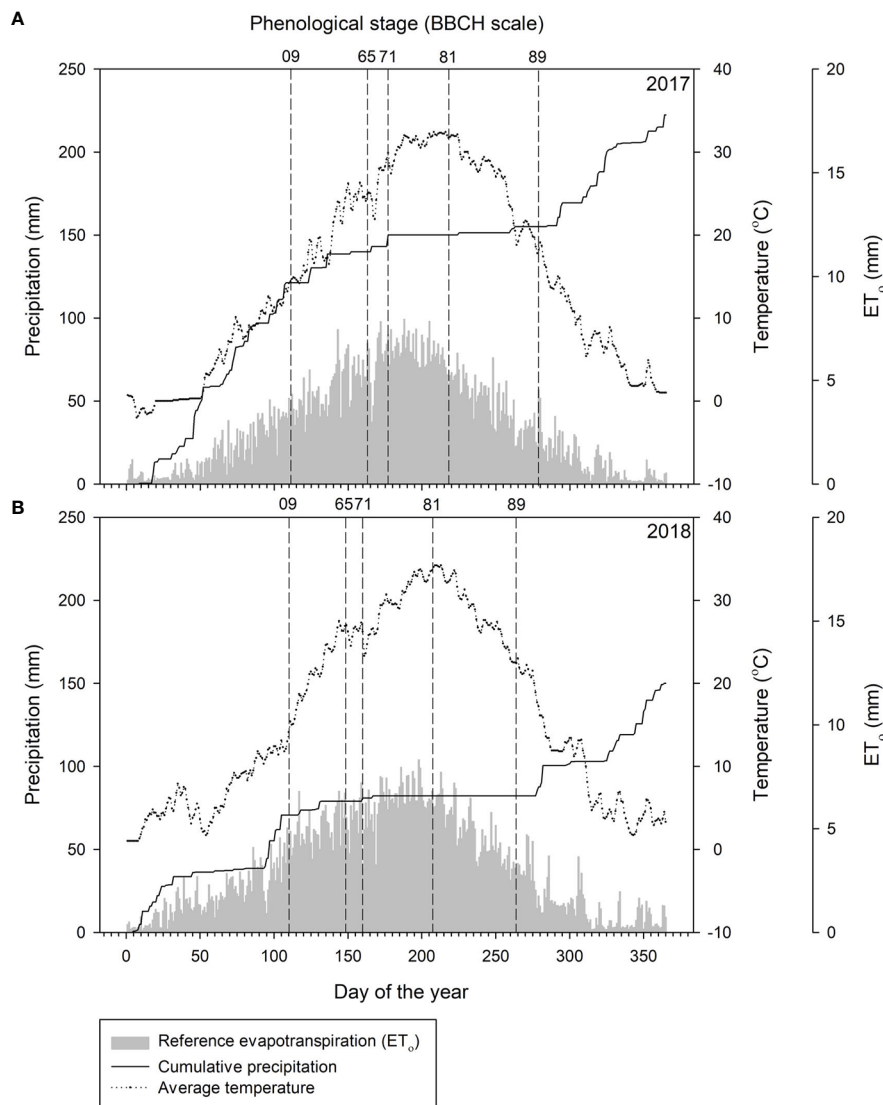 A
Phenological stage (BBCH scale)
09 65 71 81 89
2017
250
200
150
100
50
0
Precipitation (mm)
40
30
20
10
0
-10
Temperature (°C)
20
15
10
5
0
ETₒ (mm)
B
09 65 71 81 89
2018
250
200
150
100
50
0
Precipitation (mm)
40
30
20
10
0
-10
Temperature (°C)
20
15
10
5
0
ETₒ (mm)
0 50 100 150 200 250 300 350
Day of the year
Reference evapotranspiration (ETₒ)
Cumulative precipitation
Average temperature